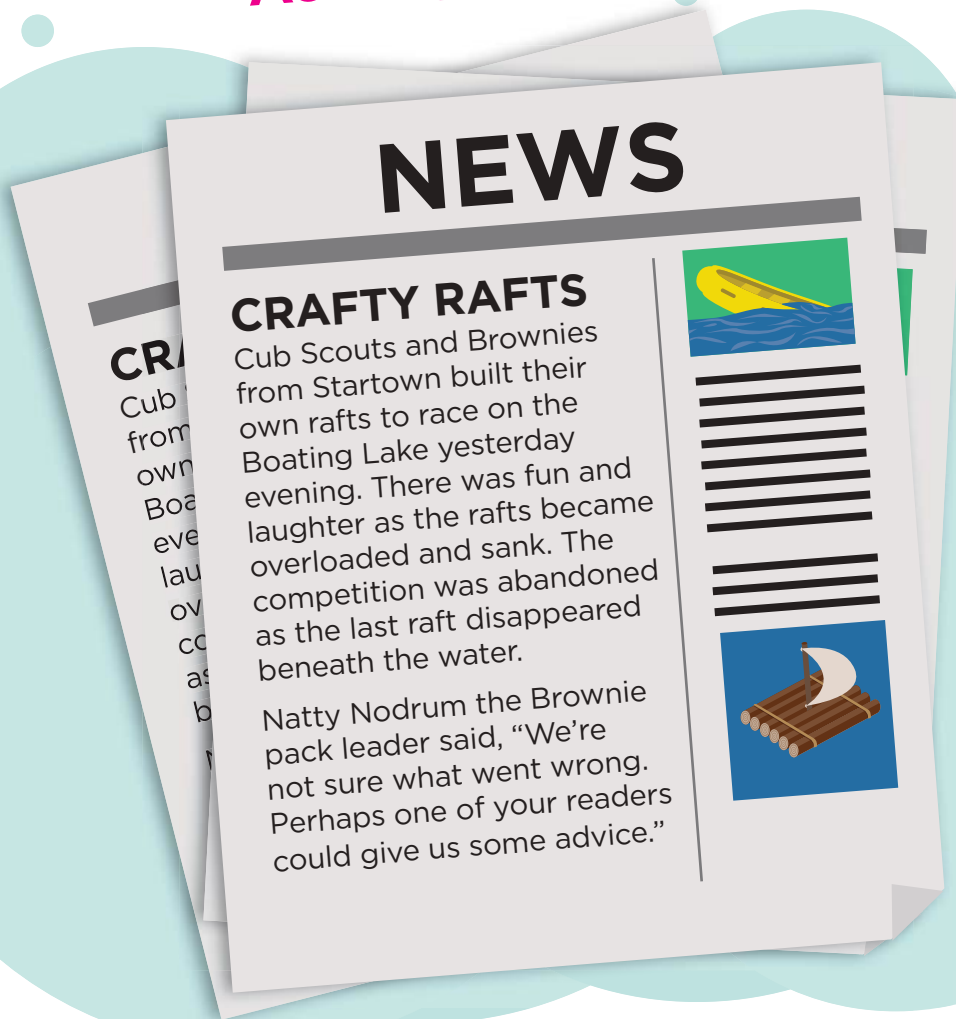 NEWS
CRAFTY RAFTS
Cub Scouts and Brownies
from Startown built their
own rafts to race on the
Boating Lake yesterday
evening. There was fun and
laughter as the rafts became
overloaded and sank. The
competition was abandoned
as the last raft disappeared
beneath the water.
Natty Nodrum the Brownie
pack leader said, “We’re
not sure what went wrong.
Perhaps one of your readers
could give us some advice.”
Cub
from
own